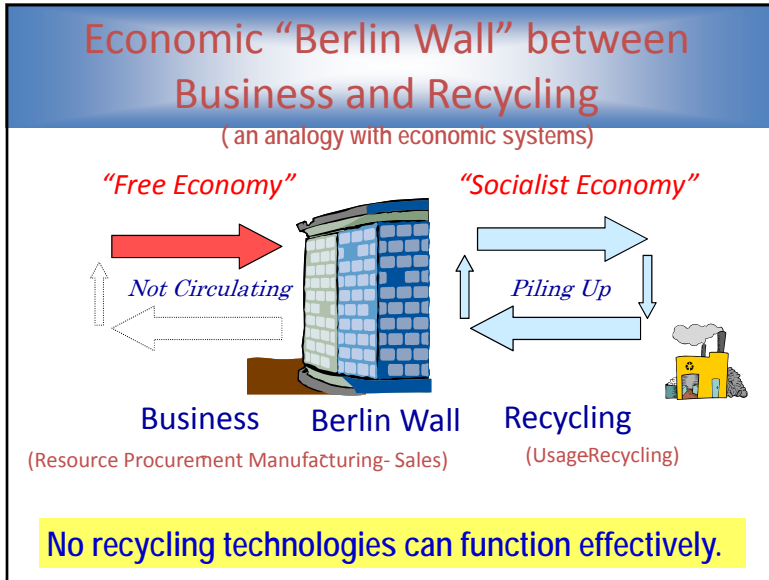 Economic “Berlin Wall” between
Business and Recycling
( an analogy with economic systems)
“Free Economy”
“Socialist Economy”
Not Circulating
Piling Up
Business
Berlin Wall
Recycling
(Resource Procurement Manufacturing- Sales)
(UsageRecycling)
No recycling technologies can function effectively.